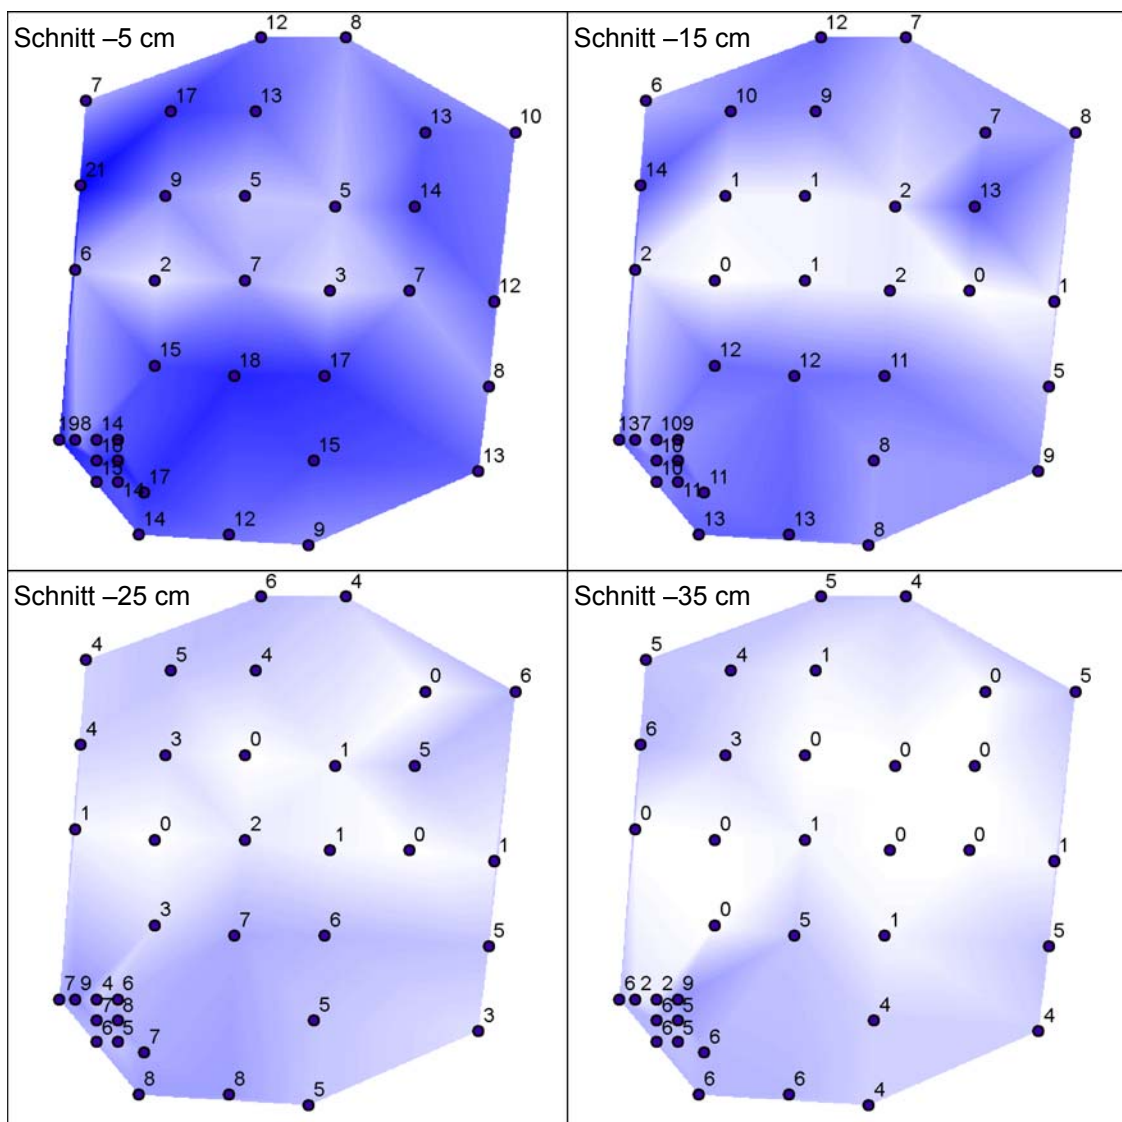 Schnitt –5 cm
12 8
7 17 13 13 10
21 9 5 5 14
6 2 7 3 7 12
15 18 17 8
198 14
16 15 13
15
14 17
14 12 9
Schnitt –15 cm
12 7
6 10 9 7 8
14 1 1 2 13
2 0 1 2 0 1
12 12 11 5
137 109
10 8 9
10
11 11
13 13 8
Schnitt –25 cm
6 4
4 5 4 0 6
4 3 0 1 5
1 0 2 1 0 1
3 7 6 5
7 9 4 6
7 8 5 3
6 5 7
8 8 5
Schnitt –35 cm
5 4
5 4 1 0 5
6 3 0 0 0
0 0 1 0 0 1
0 5 1 5
6 2 2 9
6 5 4 4
6 5 6
6 6 4